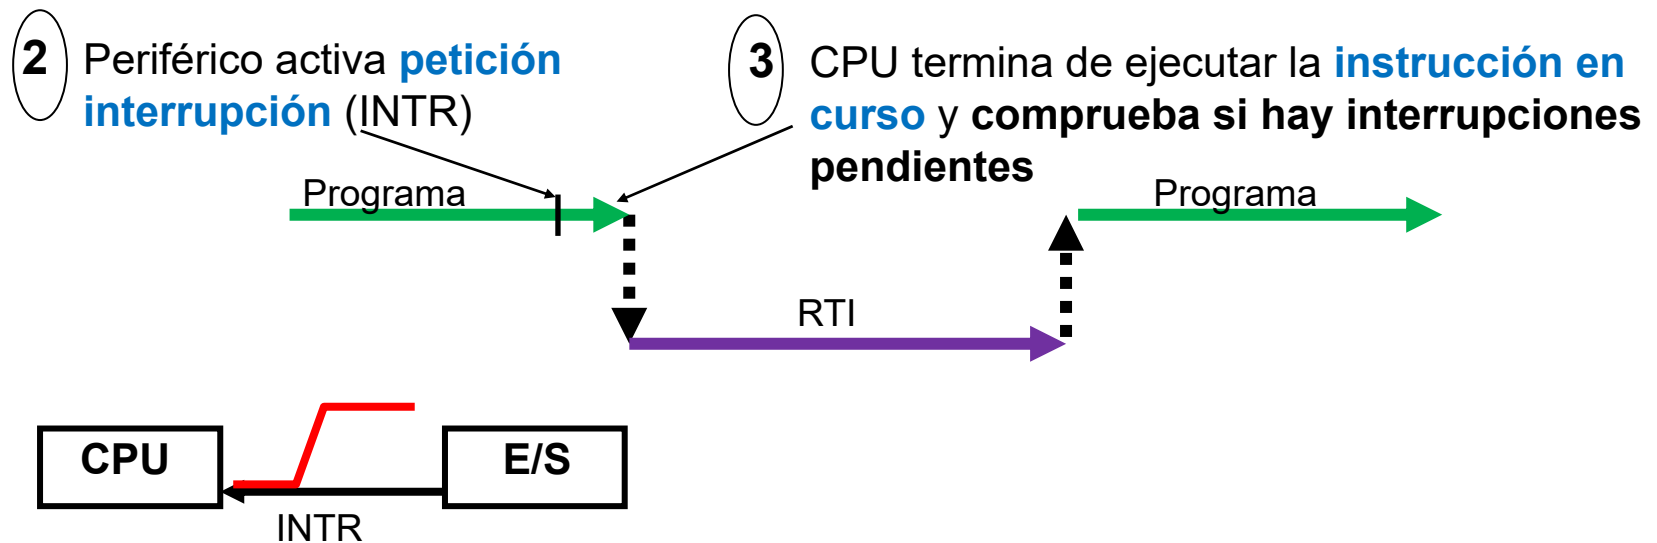 2
Periférico activa petición
interrupción (INTR)
3
CPU termina de ejecutar la instrucción en
curso y comprueba si hay interrupciones
pendientes
Programa
Programa
RTI
CPU
E/S
INTR